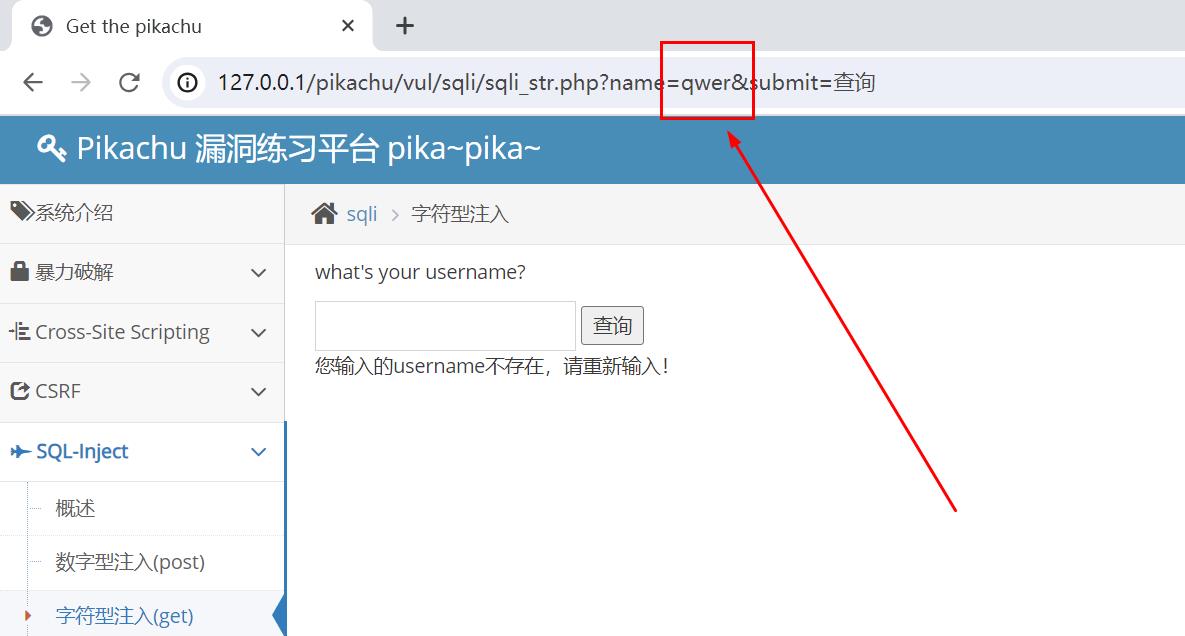 Get the pikachu
127.0.0.1/pikachu/vul/sqli/sqli_str.php?name=qwer&submit=查询
Pikachu 漏洞练习平台 pika~pika~
系统介绍
sqli > 字符型注入
暴力破解
what's your username?
Cross-Site Scripting
查询
您输入的username不存在，请重新输入！
CSRF
SQL-Inject
概述
数字型注入(post)
字符型注入(get)